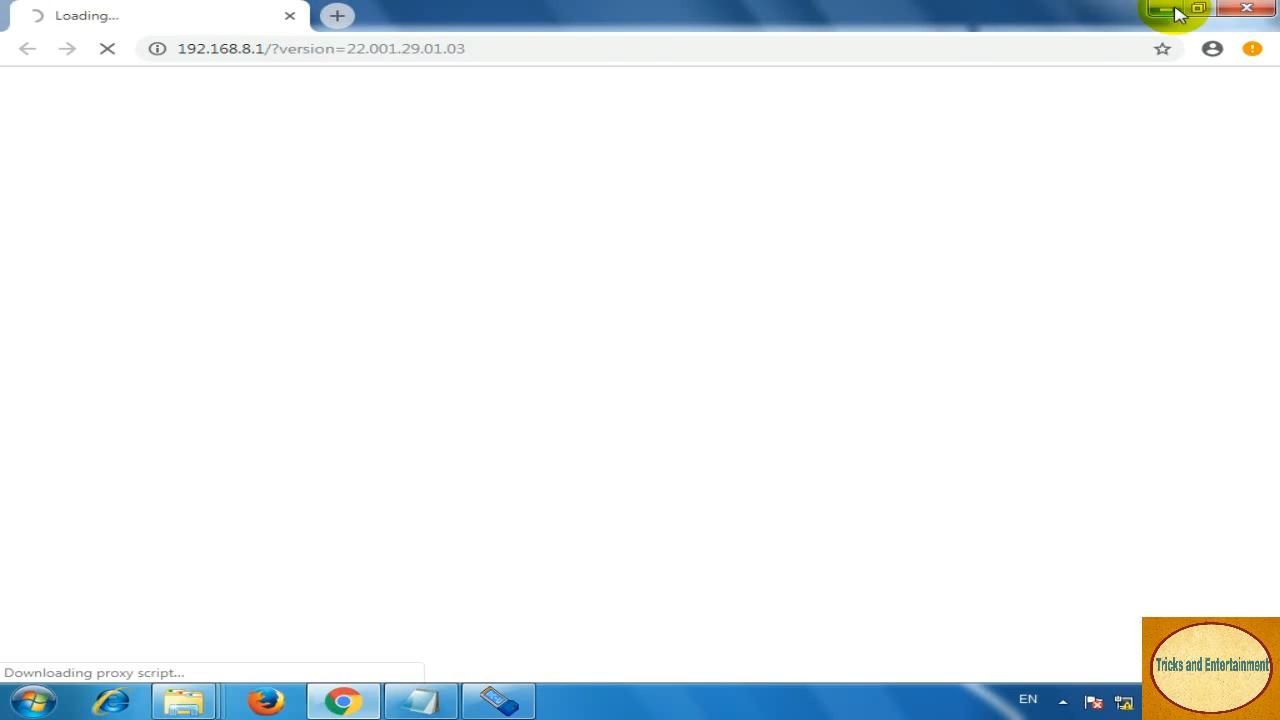 Loading...
192.168.8.1/?version=22.001.29.01.03
Downloading proxy script...
EN
Tricks and Entertainment